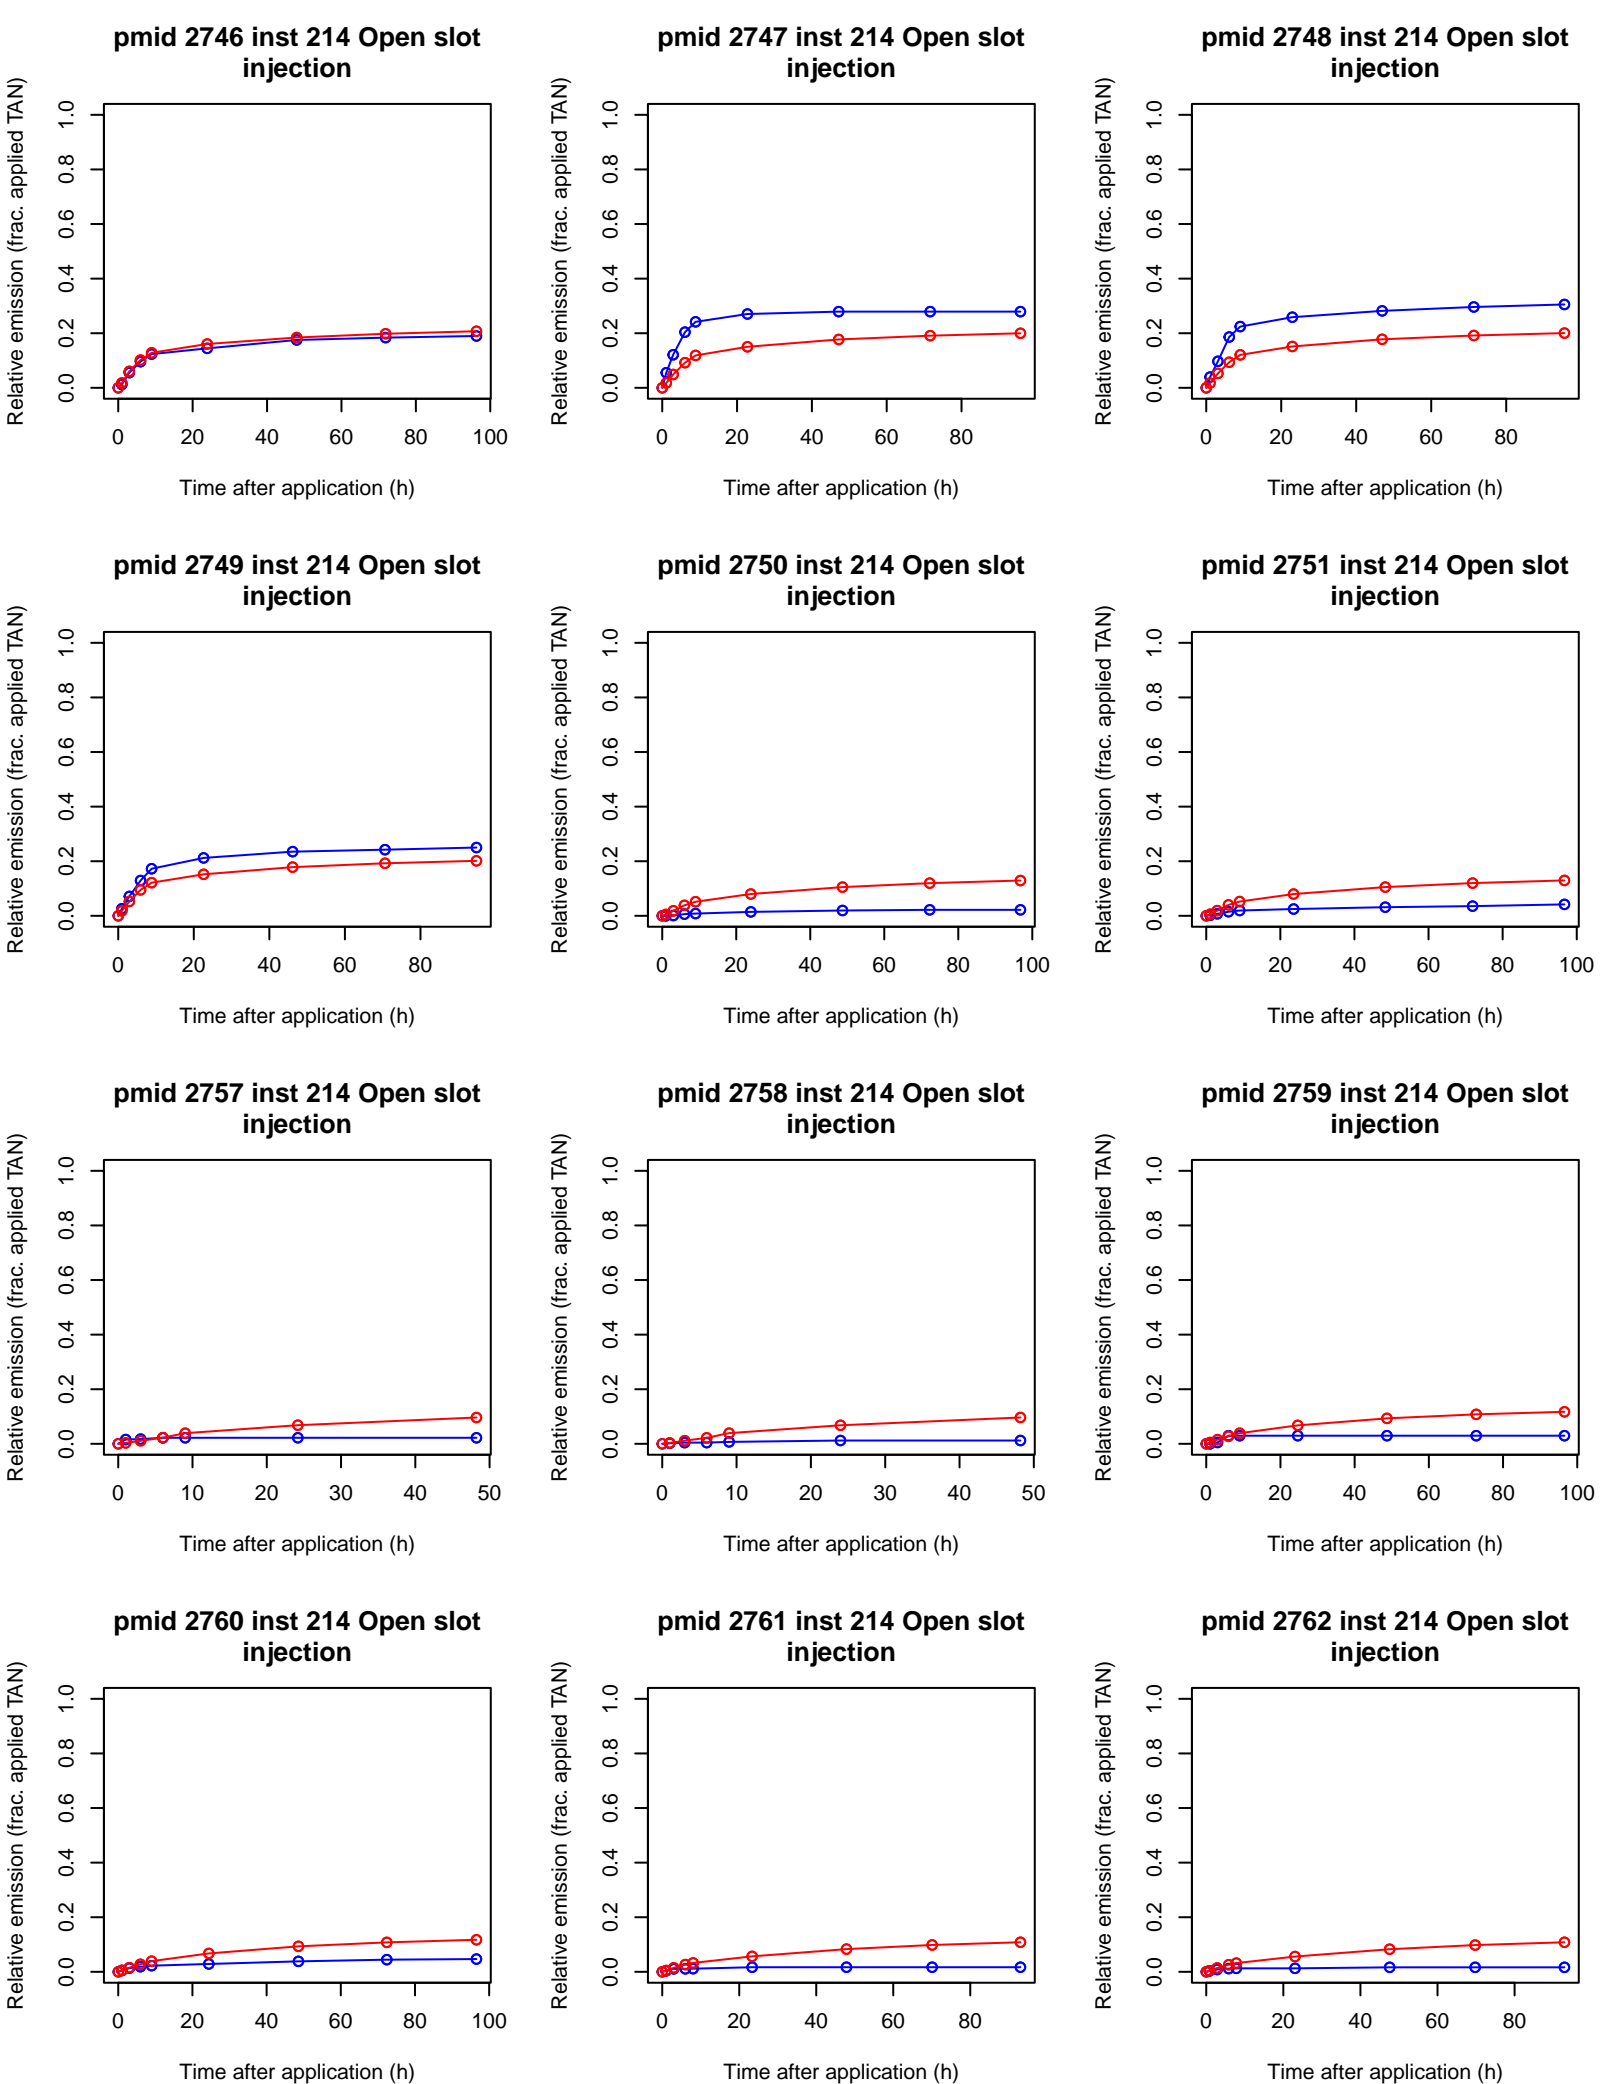 pmid 2746 inst 214 Open slot
injection
Relative emission (frac. applied TAN)
1.0
0.8
0.6
0.4
0.2
0.0
0 20 40 60 80 100
Time after application (h)
pmid 2747 inst 214 Open slot
injection
Relative emission (frac. applied TAN)
1.0
0.8
0.6
0.4
0.2
0.0
0 20 40 60 80
Time after application (h)
pmid 2748 inst 214 Open slot
injection
Relative emission (frac. applied TAN)
1.0
0.8
0.6
0.4
0.2
0.0
0 20 40 60 80
Time after application (h)
pmid 2749 inst 214 Open slot
injection
Relative emission (frac. applied TAN)
1.0
0.8
0.6
0.4
0.2
0.0
0 20 40 60 80
Time after application (h)
pmid 2750 inst 214 Open slot
injection
Relative emission (frac. applied TAN)
1.0
0.8
0.6
0.4
0.2
0.0
0 20 40 60 80 100
Time after application (h)
pmid 2751 inst 214 Open slot
injection
Relative emission (frac. applied TAN)
1.0
0.8
0.6
0.4
0.2
0.0
0 20 40 60 80 100
Time after application (h)
pmid 2757 inst 214 Open slot
injection
Relative emission (frac. applied TAN)
1.0
0.8
0.6
0.4
0.2
0.0
0 10 20 30 40 50
Time after application (h)
pmid 2758 inst 214 Open slot
injection
Relative emission (frac. applied TAN)
1.0
0.8
0.6
0.4
0.2
0.0
0 10 20 30 40 50
Time after application (h)
pmid 2759 inst 214 Open slot
injection
Relative emission (frac. applied TAN)
1.0
0.8
0.6
0.4
0.2
0.0
0 20 40 60 80 100
Time after application (h)
pmid 2760 inst 214 Open slot
injection
Relative emission (frac. applied TAN)
1.0
0.8
0.6
0.4
0.2
0.0
0 20 40 60 80 100
Time after application (h)
pmid 2761 inst 214 Open slot
injection
Relative emission (frac. applied TAN)
1.0
0.8
0.6
0.4
0.2
0.0
0 20 40 60 80
Time after application (h)
pmid 2762 inst 214 Open slot
injection
Relative emission (frac. applied TAN)
1.0
0.8
0.6
0.4
0.2
0.0
0 20 40 60 80
Time after application (h)